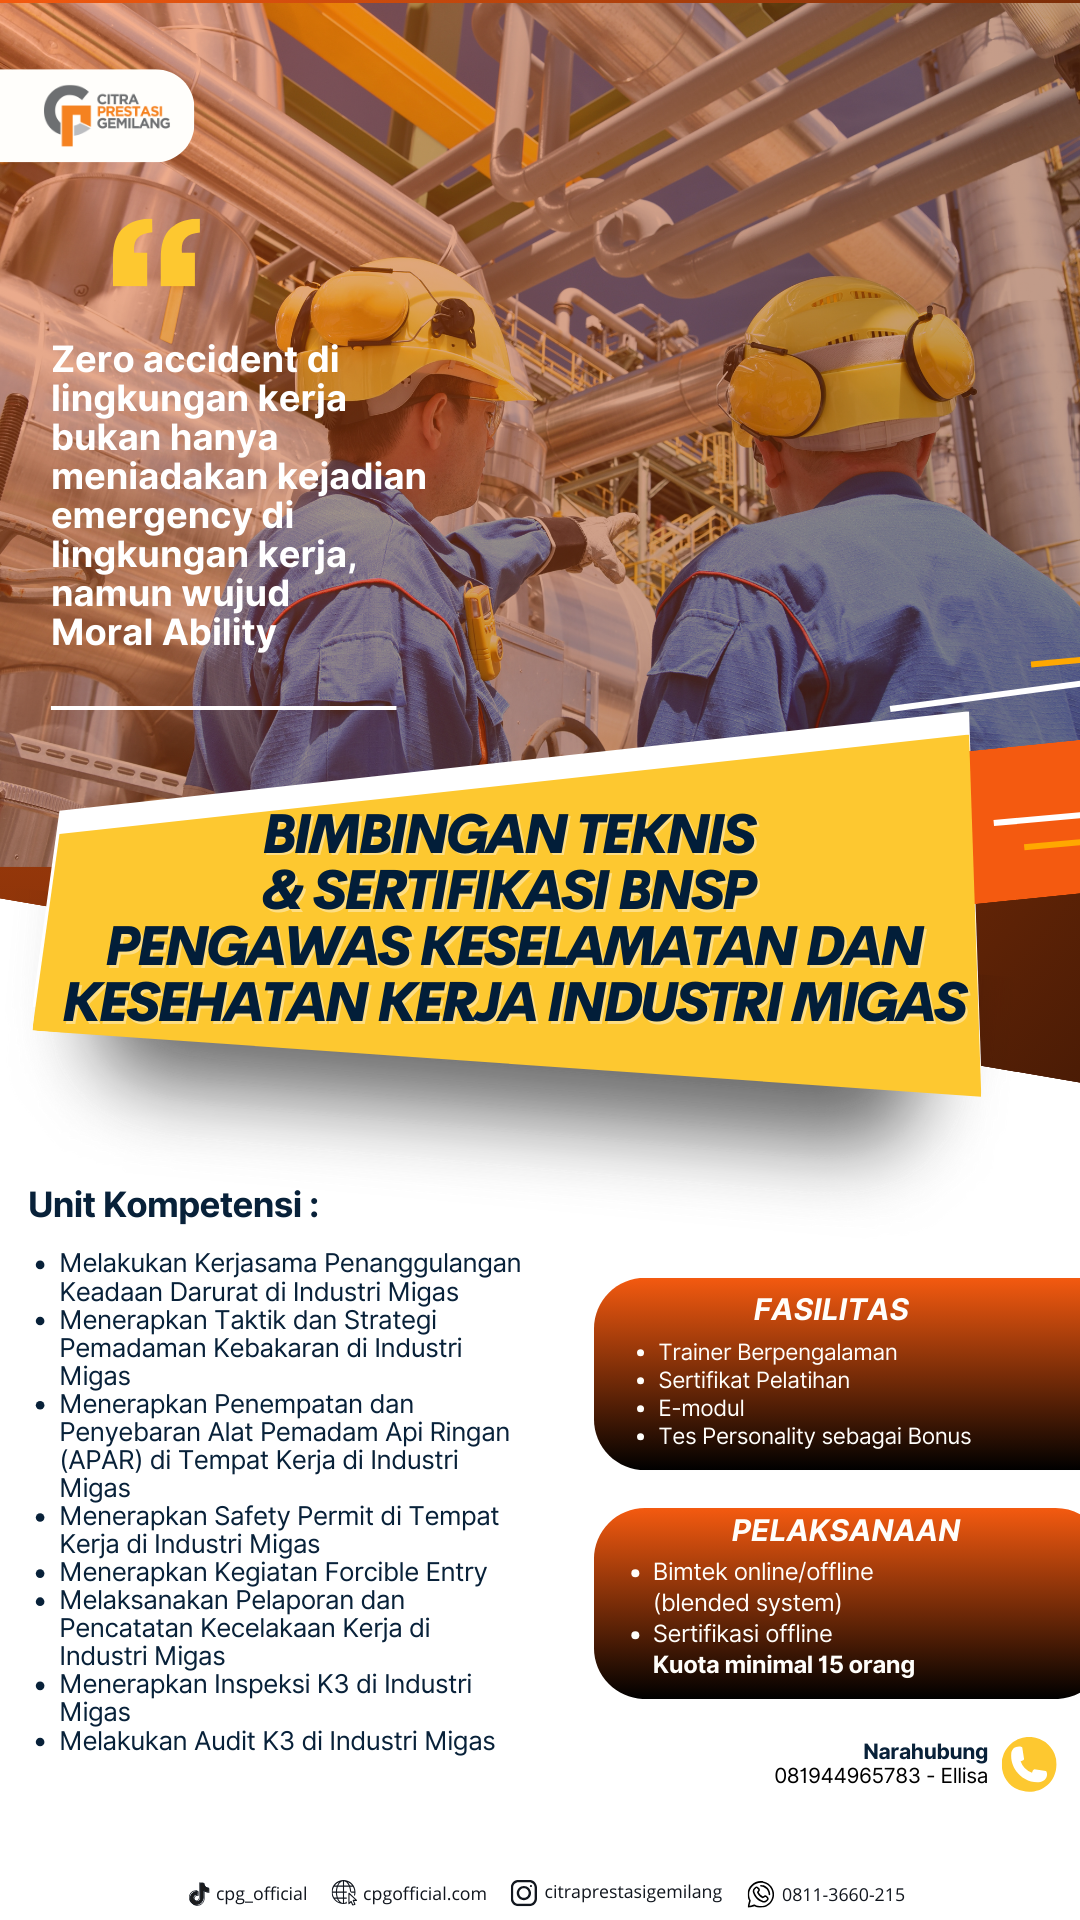 CITRA
PRESTASI
GEMILANG
“
Zero accident di
lingkungan kerja
bukan hanya
meniadakan kejadian
emergency di
lingkungan kerja,
namun wujud
Moral Ability
BIMBINGAN TEKNIS
& SERTIFIKASI BNSP
PENGAWAS KESELAMATAN DAN
KESEHATAN KERJA INDUSTRI MIGAS
Unit Kompetensi :
• Melakukan Kerjasama Penanggulangan
Keadaan Darurat di Industri Migas
• Menerapkan Taktik dan Strategi
Pemadaman Kebakaran di Industri
Migas
• Menerapkan Penempatan dan
Penyebaran Alat Pemadam Api Ringan
(APAR) di Tempat Kerja di Industri
Migas
• Menerapkan Safety Permit di Tempat
Kerja di Industri Migas
• Menerapkan Kegiatan Forcible Entry
• Melaksanakan Pelaporan dan
Pencatatan Kecelakaan Kerja di
Industri Migas
• Menerapkan Inspeksi K3 di Industri
Migas
• Melakukan Audit K3 di Industri Migas
FASILITAS
• Trainer Berpengalaman
• Sertifikat Pelatihan
• E-modul
• Tes Personality sebagai Bonus
PELAKSANAAN
• Bimtek online/offline
(blended system)
• Sertifikasi offline
Kuota minimal 15 orang
Narahubung
081944965783 - Ellisa
cpg_official
cpgofficial.com
citraprestasigemilang
0811-3660-215